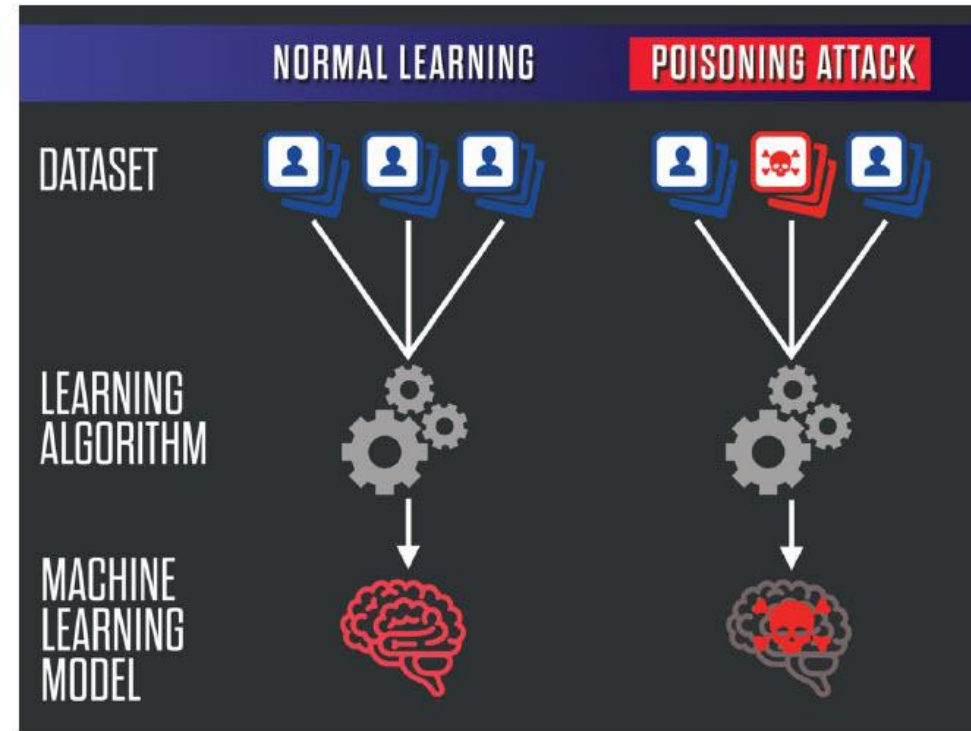 NORMAL LEARNING
POISONING ATTACK
DATASET
LEARNING
ALGORITHM
MACHINE
LEARNING
MODEL